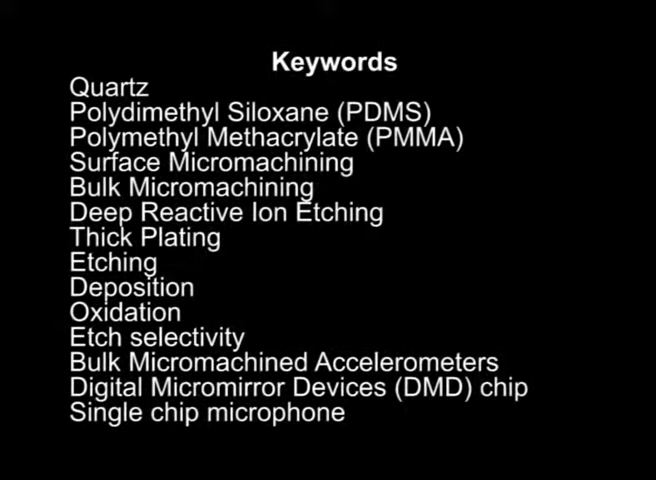 Keywords
Quartz
Polydimethyl Siloxane (PDMS)
Polymethyl Methacrylate (PMMA)
Surface Micromachining
Bulk Micromachining
Deep Reactive Ion Etching
Thick Plating
Etching
Deposition
Oxidation
Etch selectivity
Bulk Micromachined Accelerometers
Digital Micromirror Devices (DMD) chip
Single chip microphone